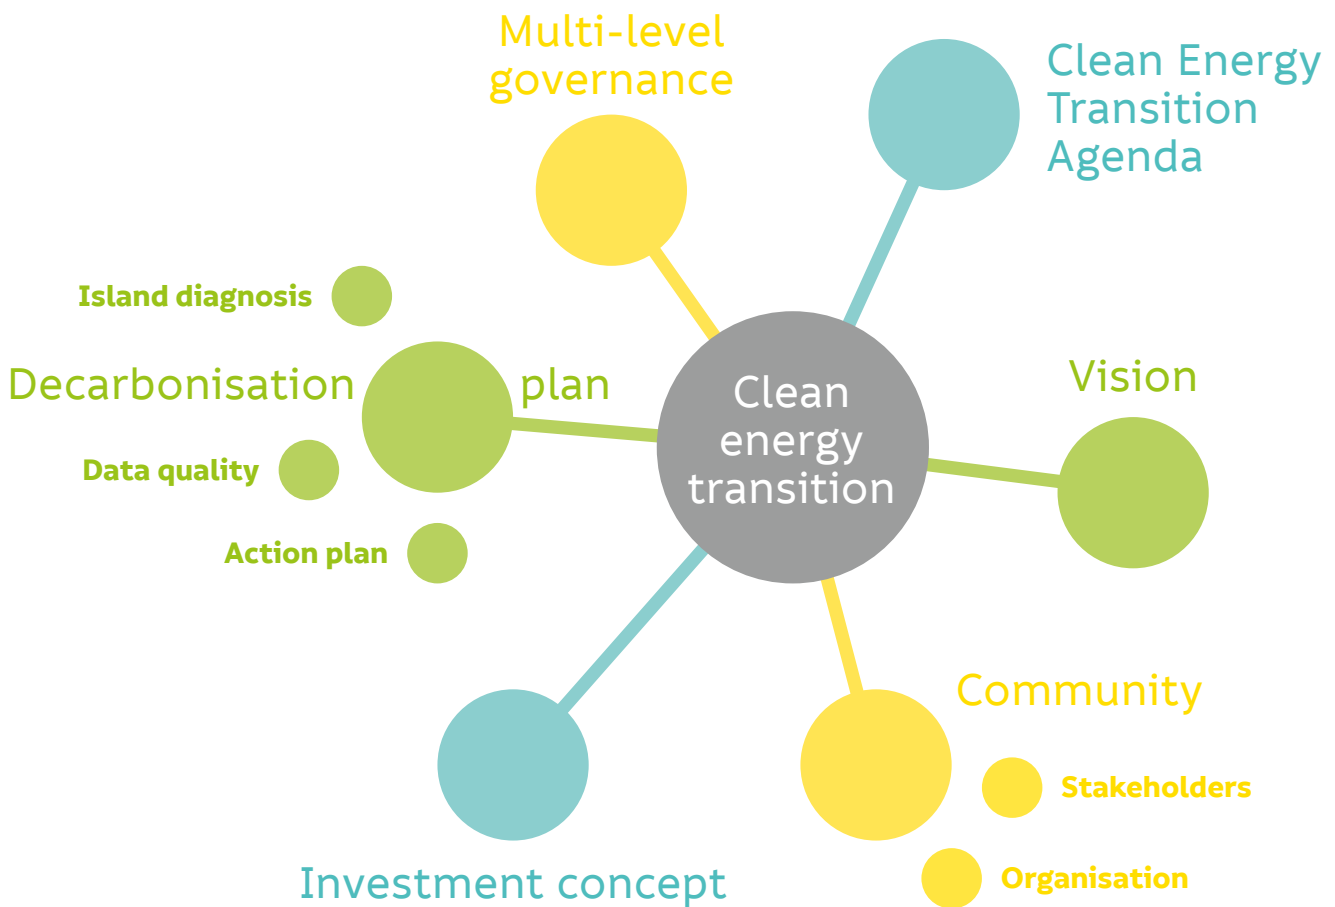 Multi-level
governance
Clean Energy
Transition
Agenda
Island diagnosis
Decarbonisation plan
Data quality
Action plan
Clean
energy
transition
Vision
Community
Stakeholders
Organisation
Investment concept